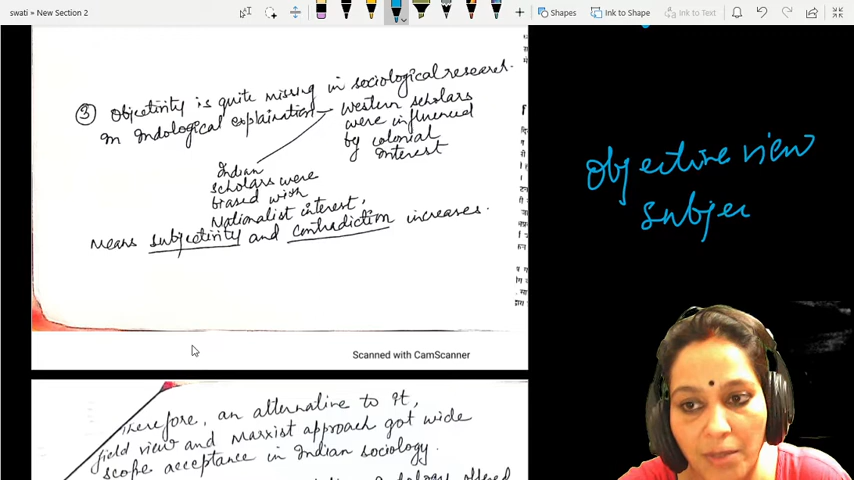 swati » New Section 2
Shapes
Ink to Shape
Ink to Text
③ Objectivity is quite missing in sociological research.
In Indological explaination – Western scholars
were influenced
by colonial
Interest
Indian
scholars were
biased with
Nationalist interest,
Means subjectivity and contradiction increases.
Scanned with CamScanner
Therefore, an alternative to it,
field view and Marxist approach got wide
scope acceptance in Indian sociology.
offered
Objective view
subjec